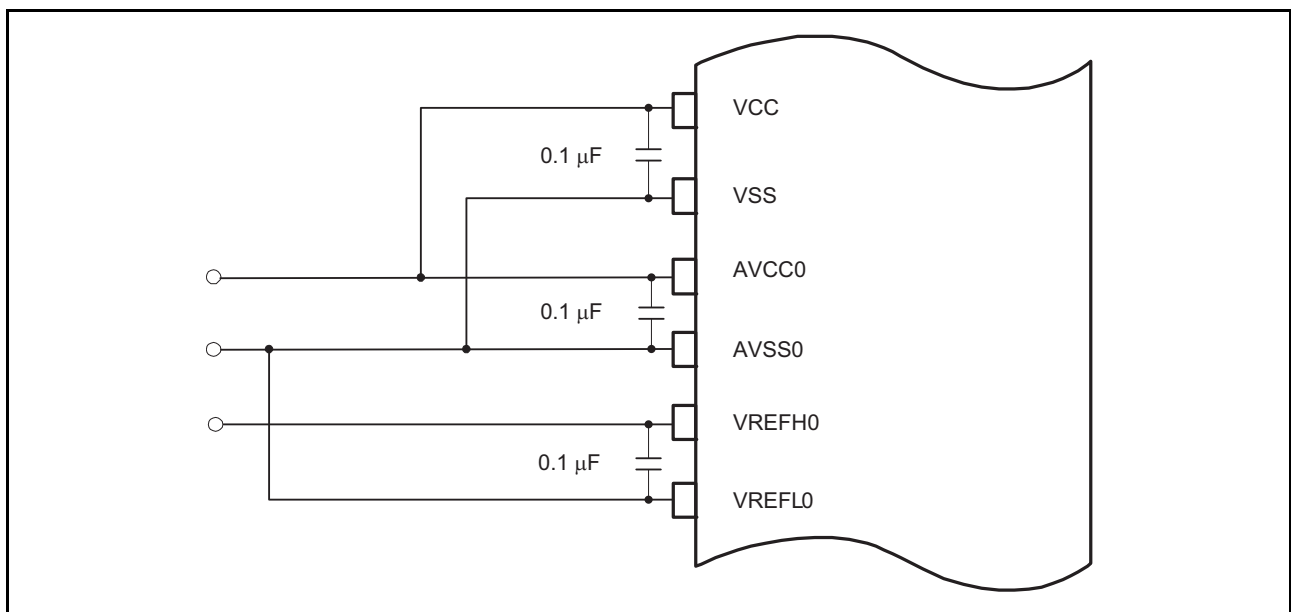 VCC
0.1 μF
VSS
AVCC0
0.1 μF
AVSS0
VREFH0
0.1 μF
VREFL0